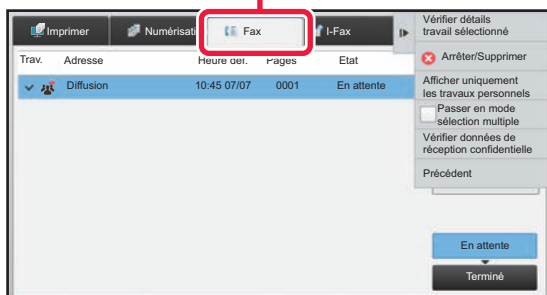 Imprimer
Fax
I-Fax
Trav.
Adresse
Pages
Etat
Diffusion
10:45 07/07
0001
En attente
Vérifier détails
travail sélectionné
Arrêter/Supprimer
Afficher uniquement
les travaux personnels
Passer en mode
sélection multiple
Vérifier données de
réception confidentielle
Précédent
En attente
Terminé